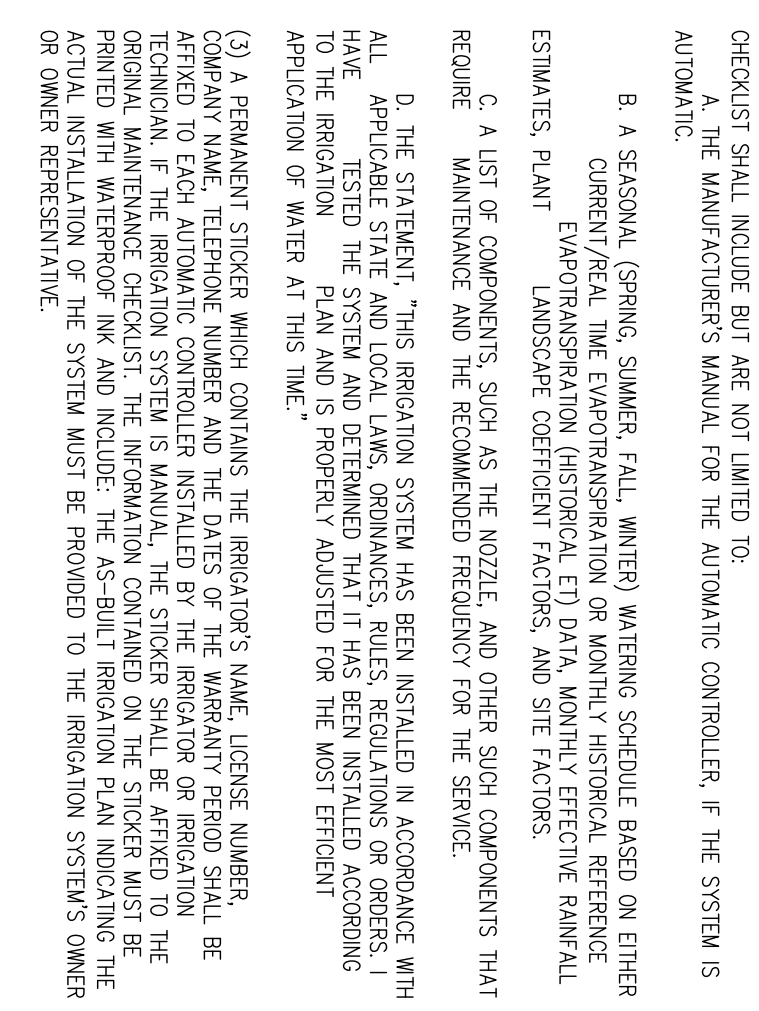 CHECKLIST SHALL INCLUDE BUT ARE NOT LIMITED TO:
A. THE MANUFACTURER'S MANUAL FOR THE AUTOMATIC CONTROLLER, IF THE SYSTEM IS
AUTOMATIC.
B. A SEASONAL (SPRING, SUMMER, FALL, WINTER) WATERING SCHEDULE BASED ON EITHER
CURRENT/REAL TIME EVAPOTRANSPIRATION OR MONTHLY HISTORICAL REFERENCE
EVAPOTRANSPIRATION (HISTORICAL ET) DATA, MONTHLY EFFECTIVE RAINFALL
ESTIMATES, PLANT LANDSCAPE COEFFICIENT FACTORS, AND SITE FACTORS.
C. A LIST OF COMPONENTS, SUCH AS THE NOZZLE, AND OTHER SUCH COMPONENTS THAT
REQUIRE MAINTENANCE AND THE RECOMMENDED FREQUENCY FOR THE SERVICE.
D. THE STATEMENT, "THIS IRRIGATION SYSTEM HAS BEEN INSTALLED IN ACCORDANCE WITH
ALL APPLICABLE STATE AND LOCAL LAWS, ORDINANCES, RULES, REGULATIONS OR ORDERS. I
HAVE TESTED THE SYSTEM AND DETERMINED THAT IT HAS BEEN INSTALLED ACCORDING
TO THE IRRIGATION PLAN AND IS PROPERLY ADJUSTED FOR THE MOST EFFICIENT
APPLICATION OF WATER AT THIS TIME."
(3) A PERMANENT STICKER WHICH CONTAINS THE IRRIGATOR'S NAME, LICENSE NUMBER,
COMPANY NAME, TELEPHONE NUMBER AND THE DATES OF THE WARRANTY PERIOD SHALL BE
AFFIXED TO EACH AUTOMATIC CONTROLLER INSTALLED BY THE IRRIGATOR OR IRRIGATION
TECHNICIAN. IF THE IRRIGATION SYSTEM IS MANUAL, THE STICKER SHALL BE AFFIXED TO THE
ORIGINAL MAINTENANCE CHECKLIST. THE INFORMATION CONTAINED ON THE STICKER MUST BE
PRINTED WITH WATERPROOF INK AND INCLUDE: THE AS-BUILT IRRIGATION PLAN INDICATING THE
ACTUAL INSTALLATION OF THE SYSTEM MUST BE PROVIDED TO THE IRRIGATION SYSTEM'S OWNER
OR OWNER REPRESENTATIVE.